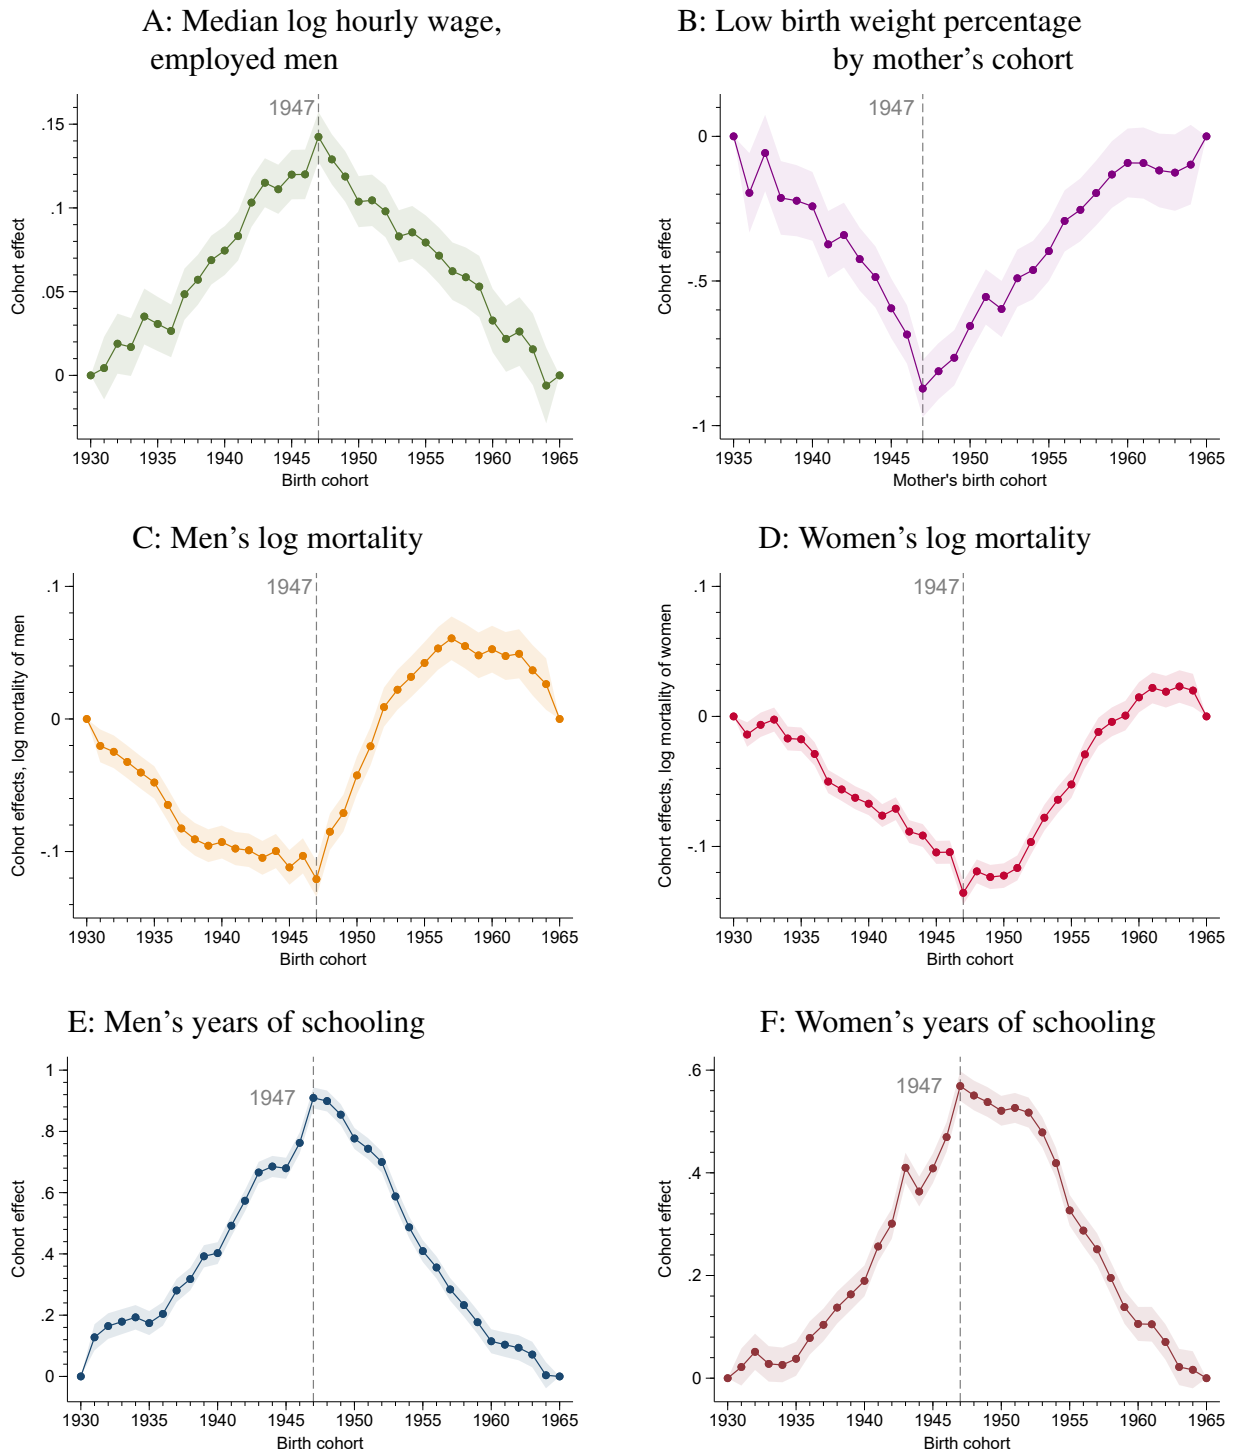 A: Median log hourly wage,
employed men
1947
.15
.1
.05
0
Cohort effect
1930 1935 1940 1945 1950 1955 1960 1965
Birth cohort
B: Low birth weight percentage
by mother's cohort
1947
0
-.5
-1
Cohort effect
1935 1940 1945 1950 1955 1960 1965
Mother's birth cohort
C: Men's log mortality
1947
.1
0
-.1
Cohort effects, log mortality of men
1930 1935 1940 1945 1950 1955 1960 1965
Birth cohort
D: Women's log mortality
1947
.1
0
-.1
Cohort effects, log mortality of women
1930 1935 1940 1945 1950 1955 1960 1965
Birth cohort
E: Men's years of schooling
1947
1
.8
.6
.4
.2
0
Cohort effect
1930 1935 1940 1945 1950 1955 1960 1965
Birth cohort
F: Women's years of schooling
1947
.6
.4
.2
0
Cohort effect
1930 1935 1940 1945 1950 1955 1960 1965
Birth cohort